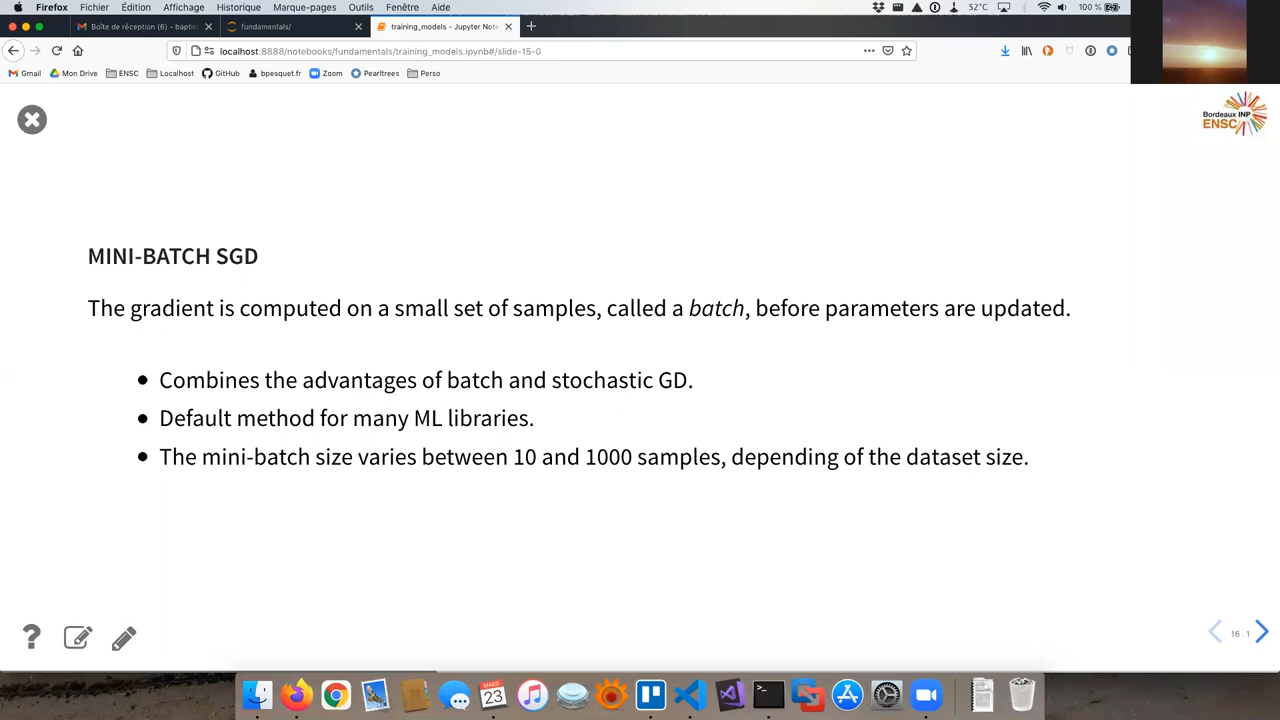 Firefox Fichier Édition Affichage Historique Marque-pages Outils Fenêtre Aide 52°C 100 %
Boîte de réception (6) - baptis fundamentals/ training_models - Jupyter Note
localhost:8888/notebooks/fundamentals/training_models.ipynb#/slide-15-0
Gmail Mon Drive ENSC Localhost GitHub bpesquet.fr Zoom Pearltrees Perso
Bordeaux INP
ENSC
MINI-BATCH SGD
The gradient is computed on a small set of samples, called a batch, before parameters are updated.
Combines the advantages of batch and stochastic GD.
Default method for many ML libraries.
The mini-batch size varies between 10 and 1000 samples, depending of the dataset size.
16.1
MARS
23